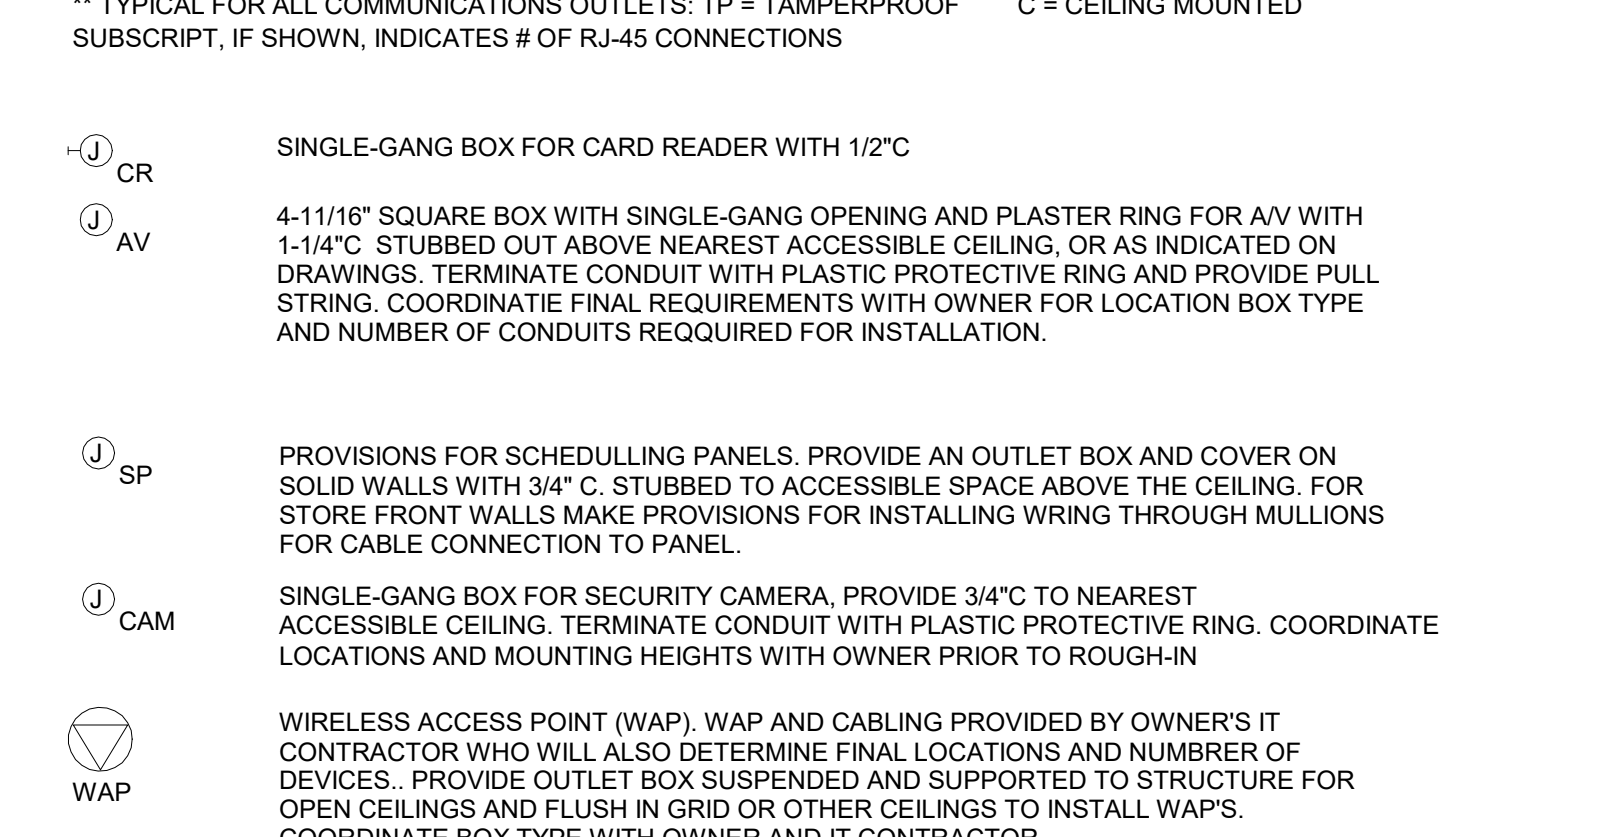 ** TYPICAL FOR ALL COMMUNICATIONS OUTLETS: TP = TAMPERPROOF C = CEILING MOUNTED
SUBSCRIPT, IF SHOWN, INDICATES # OF RJ-45 CONNECTIONS
J CR SINGLE-GANG BOX FOR CARD READER WITH 1/2"C
J AV 4-11/16" SQUARE BOX WITH SINGLE-GANG OPENING AND PLASTER RING FOR A/V WITH
1-1/4"C STUBBED OUT ABOVE NEAREST ACCESSIBLE CEILING, OR AS INDICATED ON
DRAWINGS. TERMINATE CONDUIT WITH PLASTIC PROTECTIVE RING AND PROVIDE PULL
STRING. COORDINATIE FINAL REQUIREMENTS WITH OWNER FOR LOCATION BOX TYPE
AND NUMBER OF CONDUITS REQQUIRED FOR INSTALLATION.
J SP PROVISIONS FOR SCHEDULLING PANELS. PROVIDE AN OUTLET BOX AND COVER ON
SOLID WALLS WITH 3/4" C. STUBBED TO ACCESSIBLE SPACE ABOVE THE CEILING. FOR
STORE FRONT WALLS MAKE PROVISIONS FOR INSTALLING WRING THROUGH MULLIONS
FOR CABLE CONNECTION TO PANEL.
J CAM SINGLE-GANG BOX FOR SECURITY CAMERA, PROVIDE 3/4"C TO NEAREST
ACCESSIBLE CEILING. TERMINATE CONDUIT WITH PLASTIC PROTECTIVE RING. COORDINATE
LOCATIONS AND MOUNTING HEIGHTS WITH OWNER PRIOR TO ROUGH-IN
WAP WIRELESS ACCESS POINT (WAP). WAP AND CABLING PROVIDED BY OWNER'S IT
CONTRACTOR WHO WILL ALSO DETERMINE FINAL LOCATIONS AND NUMBRER OF
DEVICES.. PROVIDE OUTLET BOX SUSPENDED AND SUPPORTED TO STRUCTURE FOR
OPEN CEILINGS AND FLUSH IN GRID OR OTHER CEILINGS TO INSTALL WAP'S.
COORDINATE BOX TYPE WITH OWNER AND IT CONTRACTOR